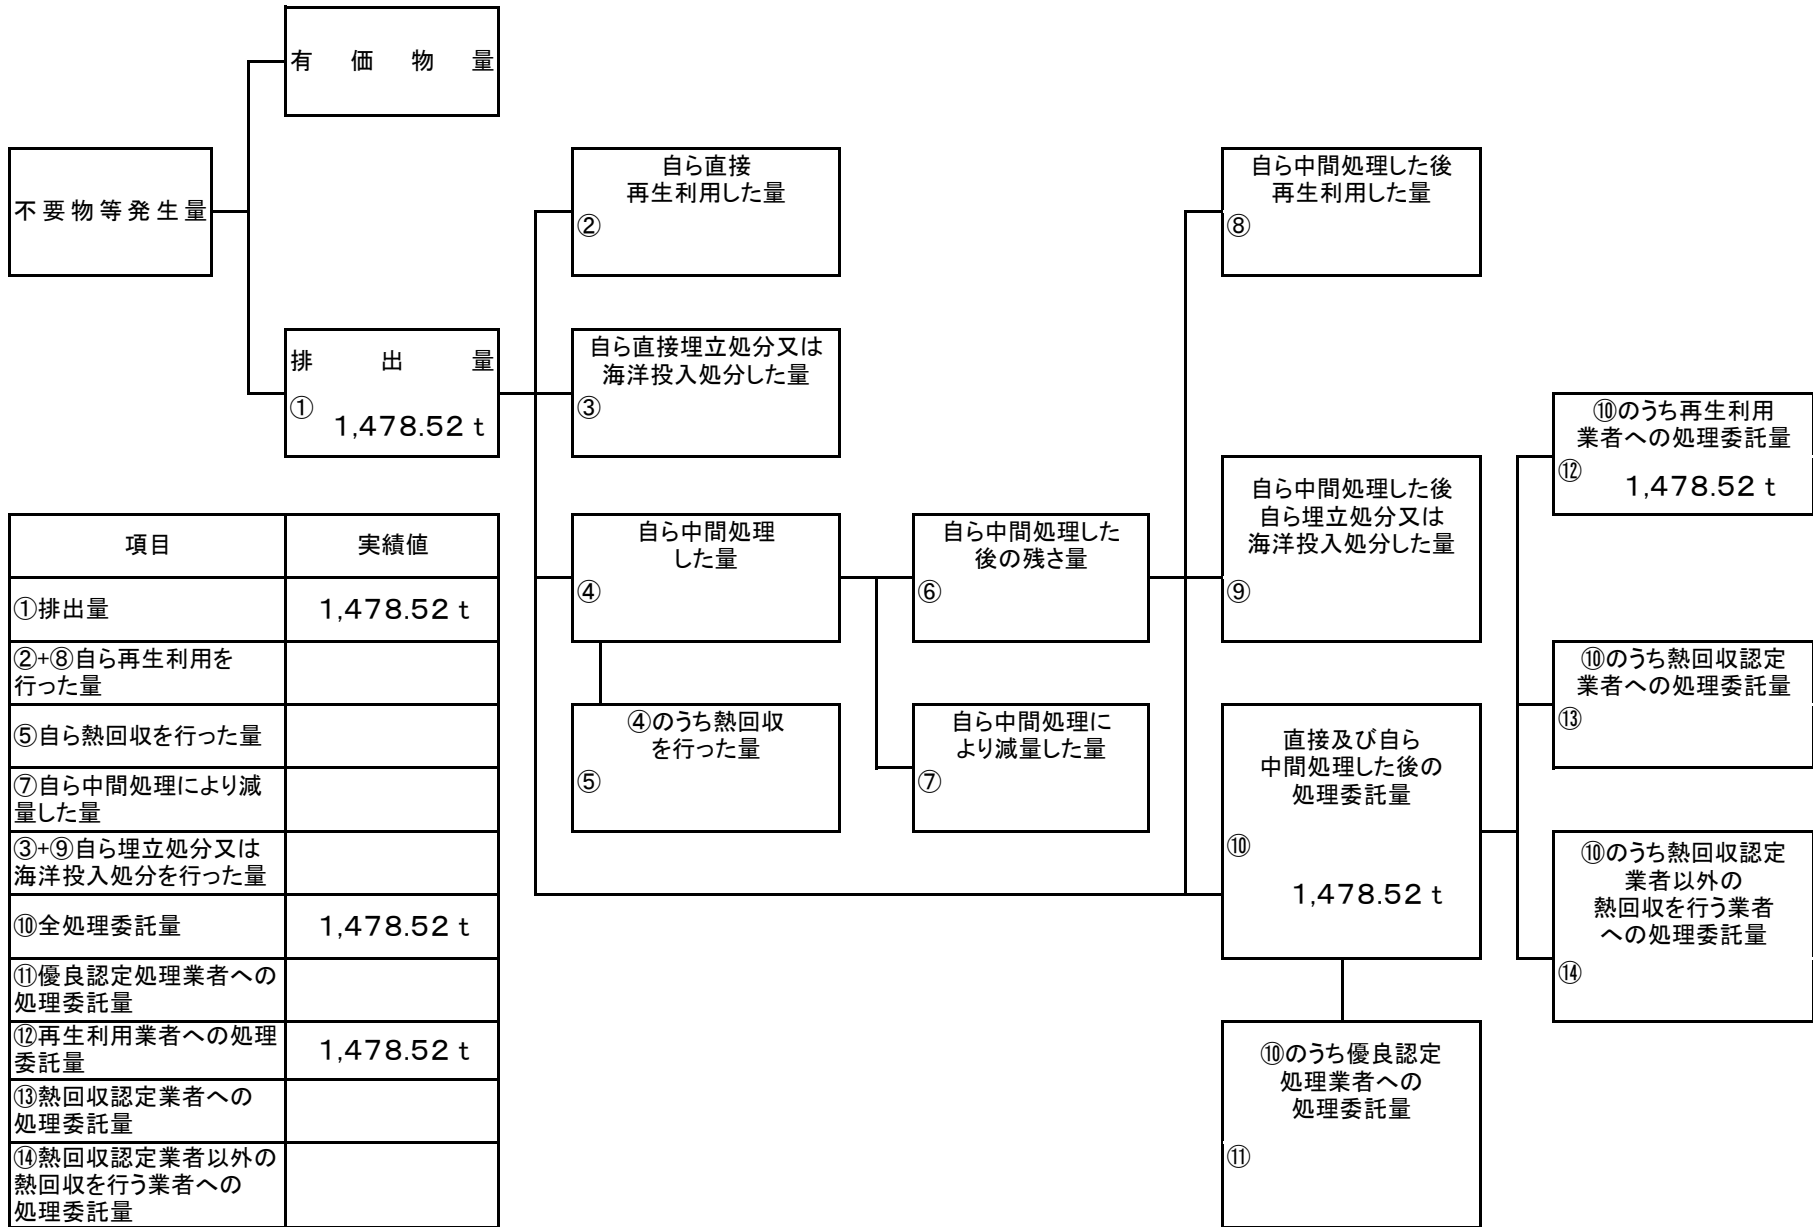 有価物量
不要物等発生量
排出量
①
1,478.52 t
自ら直接
再生利用した量
②
自ら直接埋立処分又は
海洋投入処分した量
③
自ら中間処理
した量
④
④のうち熱回収
を行った量
⑤
自ら中間処理した
後の残さ量
⑥
自ら中間処理に
より減量した量
⑦
自ら中間処理した後
再生利用した量
⑧
自ら中間処理した後
自ら埋立処分又は
海洋投入処分した量
⑨
直接及び自ら
中間処理した後の
処理委託量
⑩
1,478.52 t
⑩のうち優良認定
処理業者への
処理委託量
⑪
⑩のうち再生利用
業者への処理委託量
⑫
1,478.52 t
⑩のうち熱回収認定
業者への処理委託量
⑬
⑩のうち熱回収認定
業者以外の
熱回収を行う業者
への処理委託量
⑭
項目 実績値
①排出量 1,478.52 t
②+⑧自ら再生利用を
行った量
⑤自ら熱回収を行った量
⑦自ら中間処理により減
量した量
③+⑨自ら埋立処分又は
海洋投入処分を行った量
⑩全処理委託量 1,478.52 t
⑪優良認定処理業者への
処理委託量
⑫再生利用業者への処理
委託量 1,478.52 t
⑬熱回収認定業者への
処理委託量
⑭熱回収認定業者以外の
熱回収を行う業者への
処理委託量